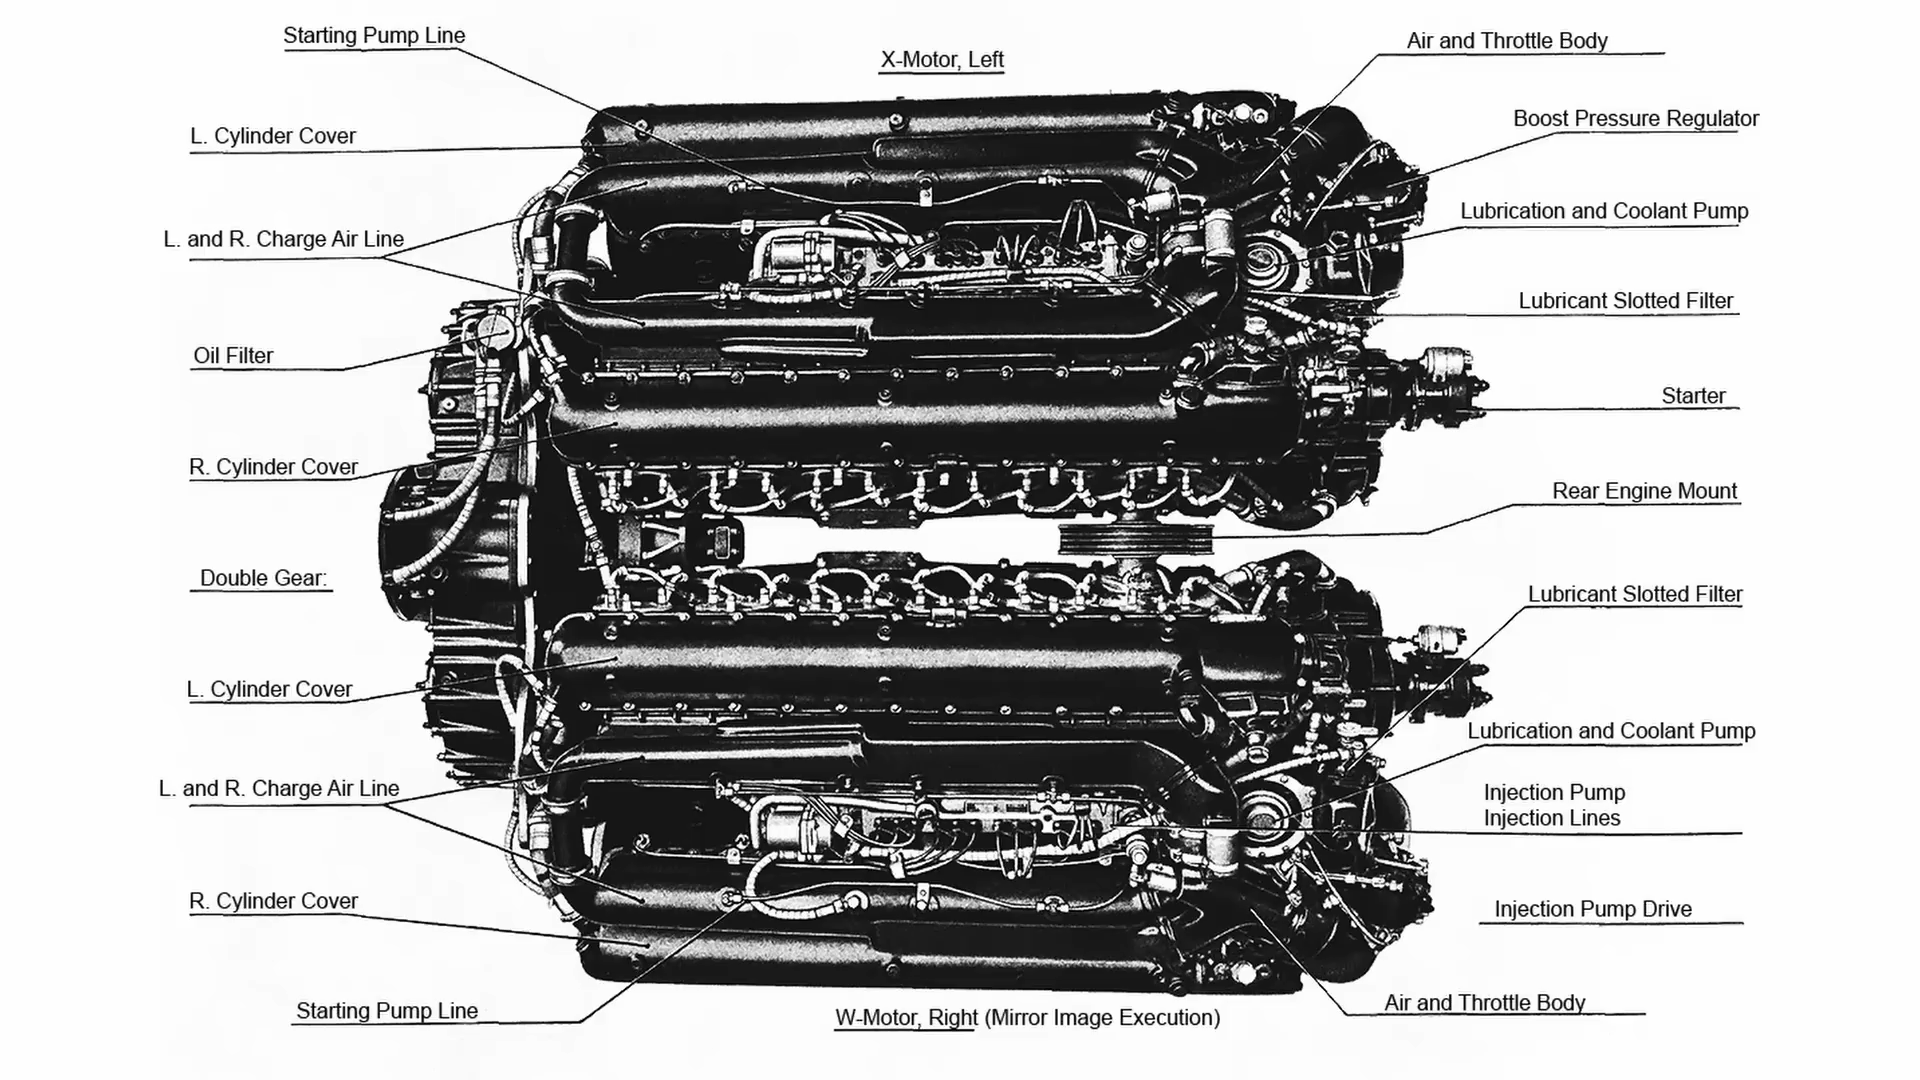 Starting Pump Line
X-Motor, Left
Air and Throttle Body
L. Cylinder Cover
Boost Pressure Regulator
L. and R. Charge Air Line
Lubrication and Coolant Pump
Lubricant Slotted Filter
Oil Filter
Starter
R. Cylinder Cover
Rear Engine Mount
Double Gear:
Lubricant Slotted Filter
L. Cylinder Cover
Lubrication and Coolant Pump
L. and R. Charge Air Line
Injection Pump
Injection Lines
R. Cylinder Cover
Injection Pump Drive
Starting Pump Line
W-Motor, Right (Mirror Image Execution)
Air and Throttle Body